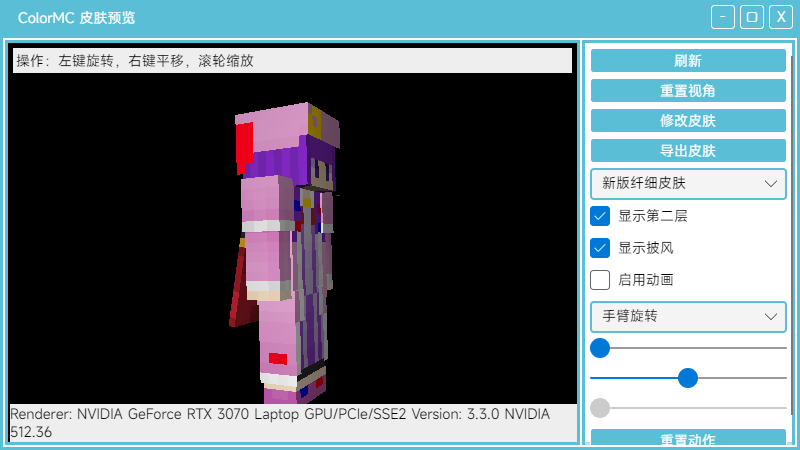 ColorMC 皮肤预览
操作：左键旋转，右键平移，滚轮缩放
Renderer: NVIDIA GeForce RTX 3070 Laptop GPU/PCIe/SSE2 Version: 3.3.0 NVIDIA
512.36
刷新
重置视角
修改皮肤
导出皮肤
新版纤细皮肤
显示第二层
显示披风
启用动画
手臂旋转
重置动作